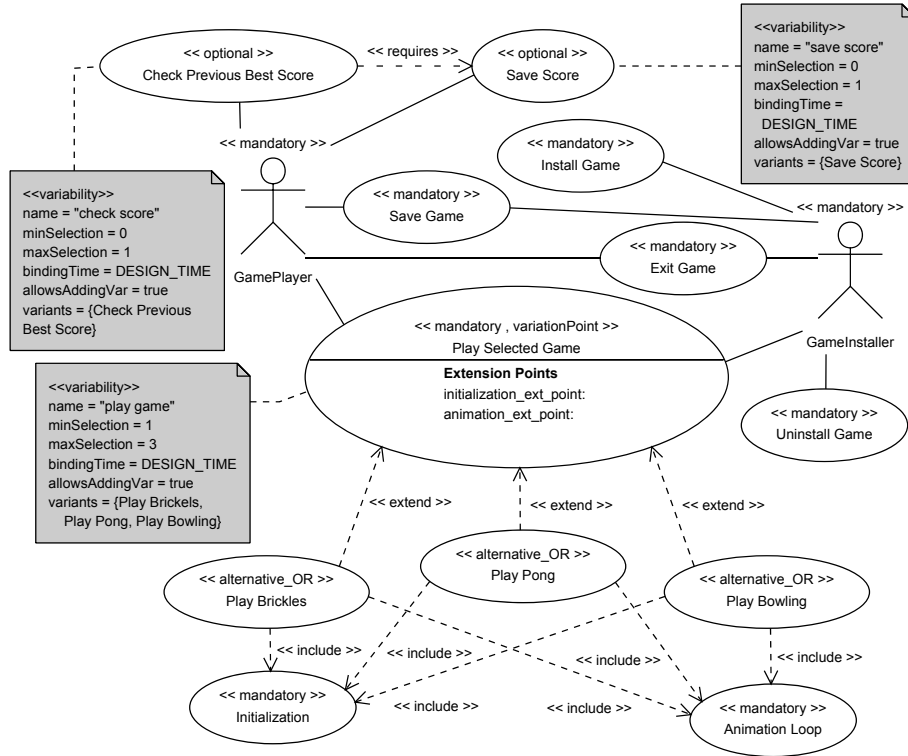 << optional >>
Check Previous Best Score
<< requires >>
<< optional >>
Save Score
<<variability>>
name = "save score"
minSelection = 0
maxSelection = 1
bindingTime =
DESIGN_TIME
allowsAddingVar = true
variants = {Save Score}
<< mandatory >>
GamePlayer
<< mandatory >>
Install Game
<<variability>>
name = "check score"
minSelection = 0
maxSelection = 1
bindingTime = DESIGN_TIME
allowsAddingVar = true
variants = {Check Previous
Best Score}
<< mandatory >>
Save Game
<< mandatory >>
GameInstaller
<< mandatory >>
Exit Game
<< mandatory , variationPoint >>
Play Selected Game
Extension Points
initialization_ext_point:
animation_ext_point:
<<variability>>
name = "play game"
minSelection = 1
maxSelection = 3
bindingTime = DESIGN_TIME
allowsAddingVar = true
variants = {Play Brickels,
Play Pong, Play Bowling}
<< mandatory >>
Uninstall Game
<< extend >>
<< extend >>
<< extend >>
<< alternative_OR >>
Play Brickles
<< alternative_OR >>
Play Pong
<< alternative_OR >>
Play Bowling
<< include >>
<< include >>
<< include >>
<< include >>
<< include >>
<< include >>
<< mandatory >>
Initialization
<< mandatory >>
Animation Loop